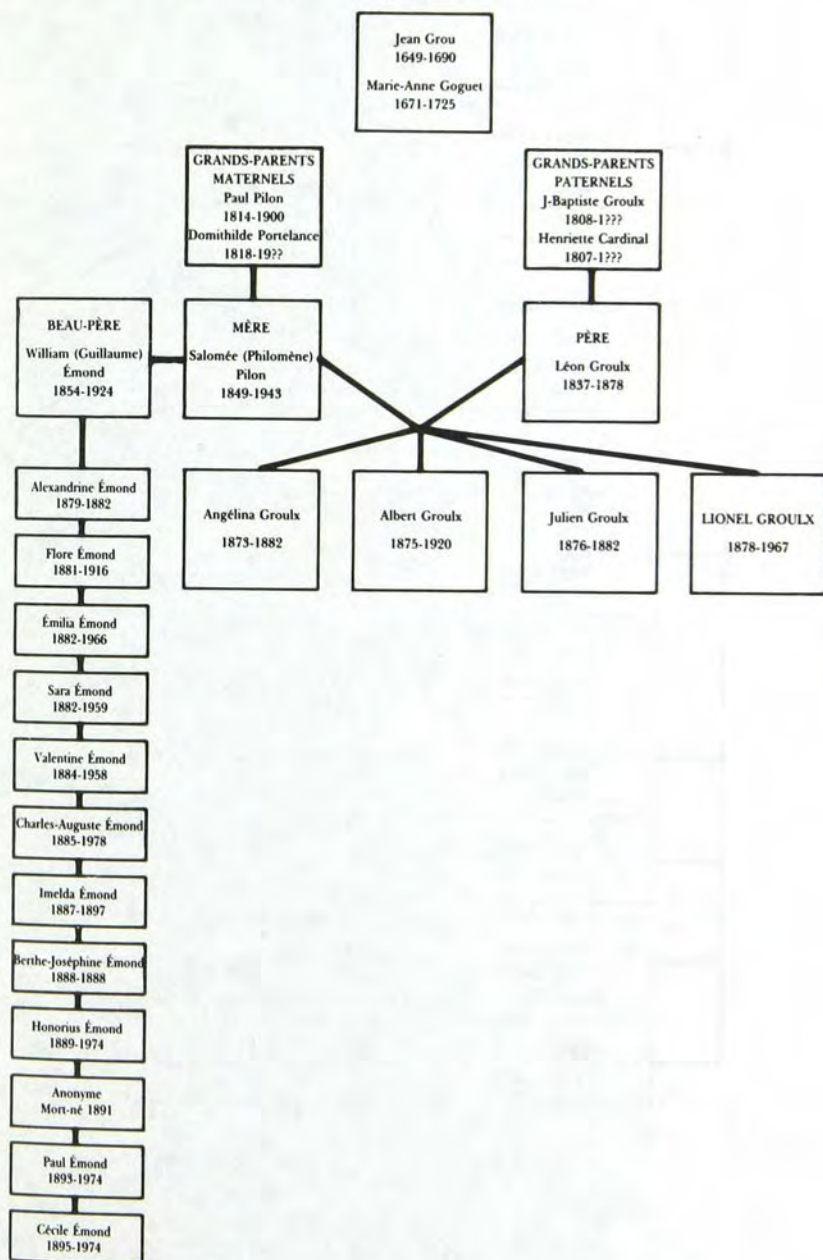 Jean Grou
1649-1690
Marie-Anne Goguet
1671-1725
GRANDS-PARENTS
MATERNELS
Paul Pilon
1814-1900
Domithilde Portelance
1818-19??
GRANDS-PARENTS
PATERNELS
J-Baptiste Groulx
1808-1???
Henriette Cardinal
1807-1???
BEAU-PÈRE
William (Guillaume)
Émond
1854-1924
MÈRE
Salomée (Philomène)
Pilon
1849-1943
PÈRE
Léon Groulx
1837-1878
Angélina Groulx
1873-1882
Albert Groulx
1875-1920
Julien Groulx
1876-1882
LIONEL GROULX
1878-1967
Alexandrine Émond
1879-1882
Flore Émond
1881-1916
Émilia Émond
1882-1966
Sara Émond
1882-1959
Valentine Émond
1884-1958
Charles-Auguste Émond
1885-1978
Imelda Émond
1887-1897
Berthe-Joséphine Émond
1888-1888
Honorius Émond
1889-1974
Anonyme
Mort-né 1891
Paul Émond
1893-1974
Cécile Émond
1895-1974